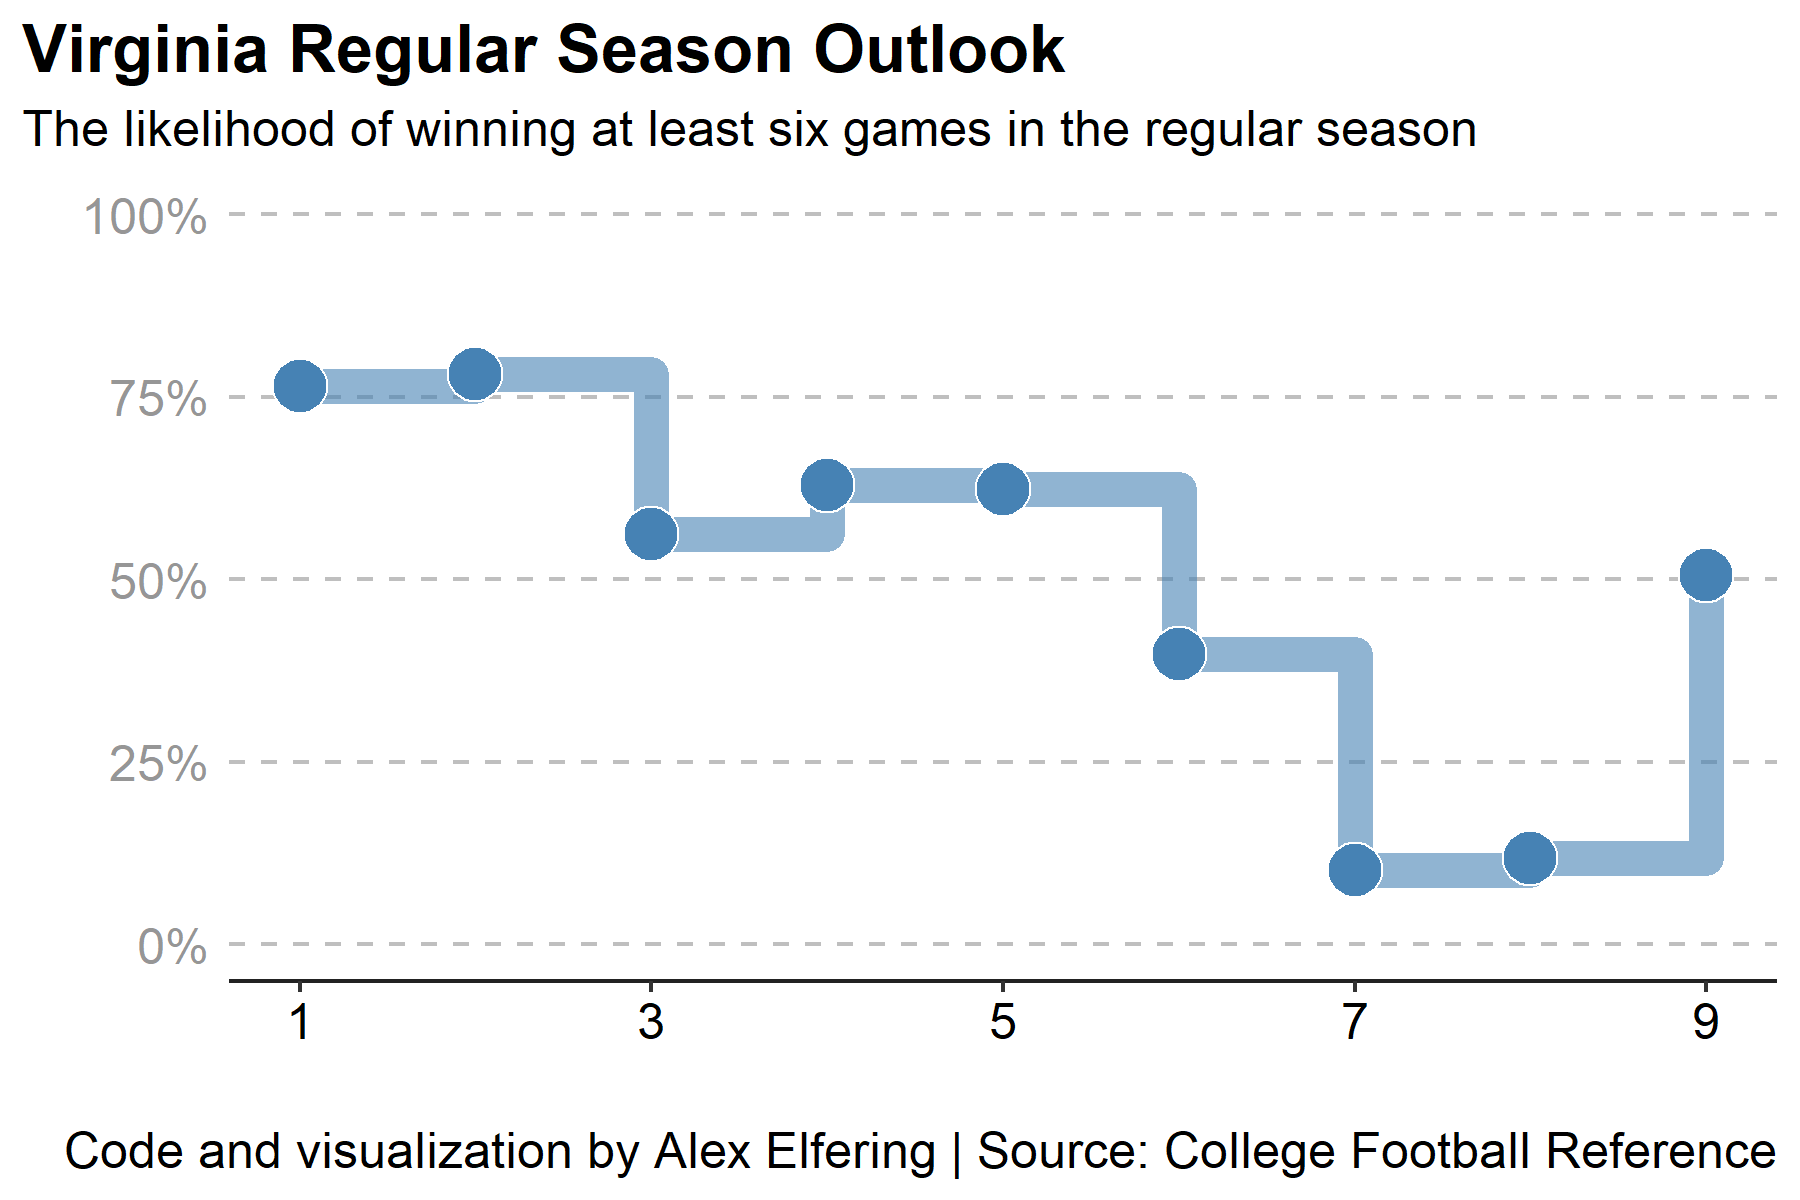 Virginia Regular Season Outlook
The likelihood of winning at least six games in the regular season
100%
75%
50%
25%
0%
1 3 5 7 9
Code and visualization by Alex Elfering | Source: College Football Reference